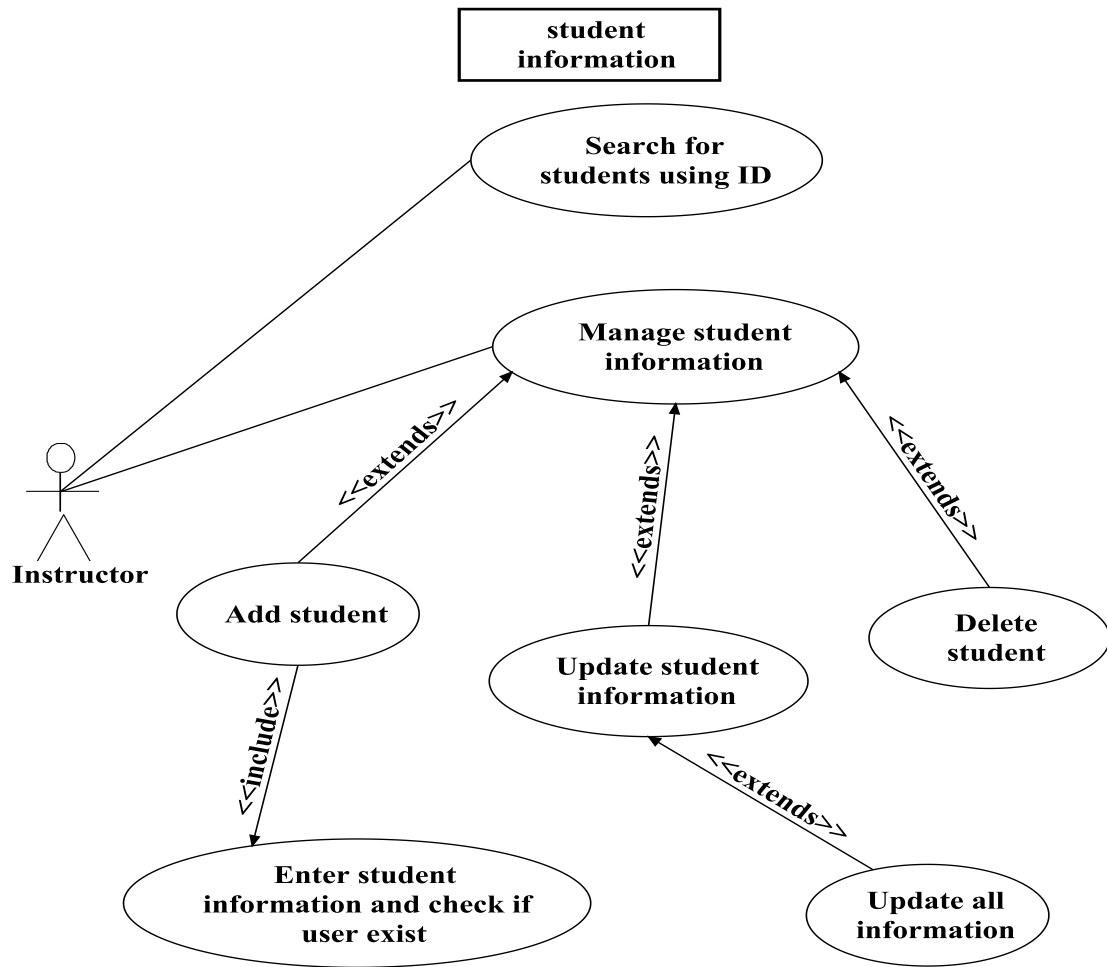 student
information
Search for
students using ID
Manage student
information
<<extends>>
<<extends>>
<<extends>>
Instructor
Add student
Update student
information
Delete
student
<<include>>
<<extends>>
Enter student
information and check if
user exist
Update all
information